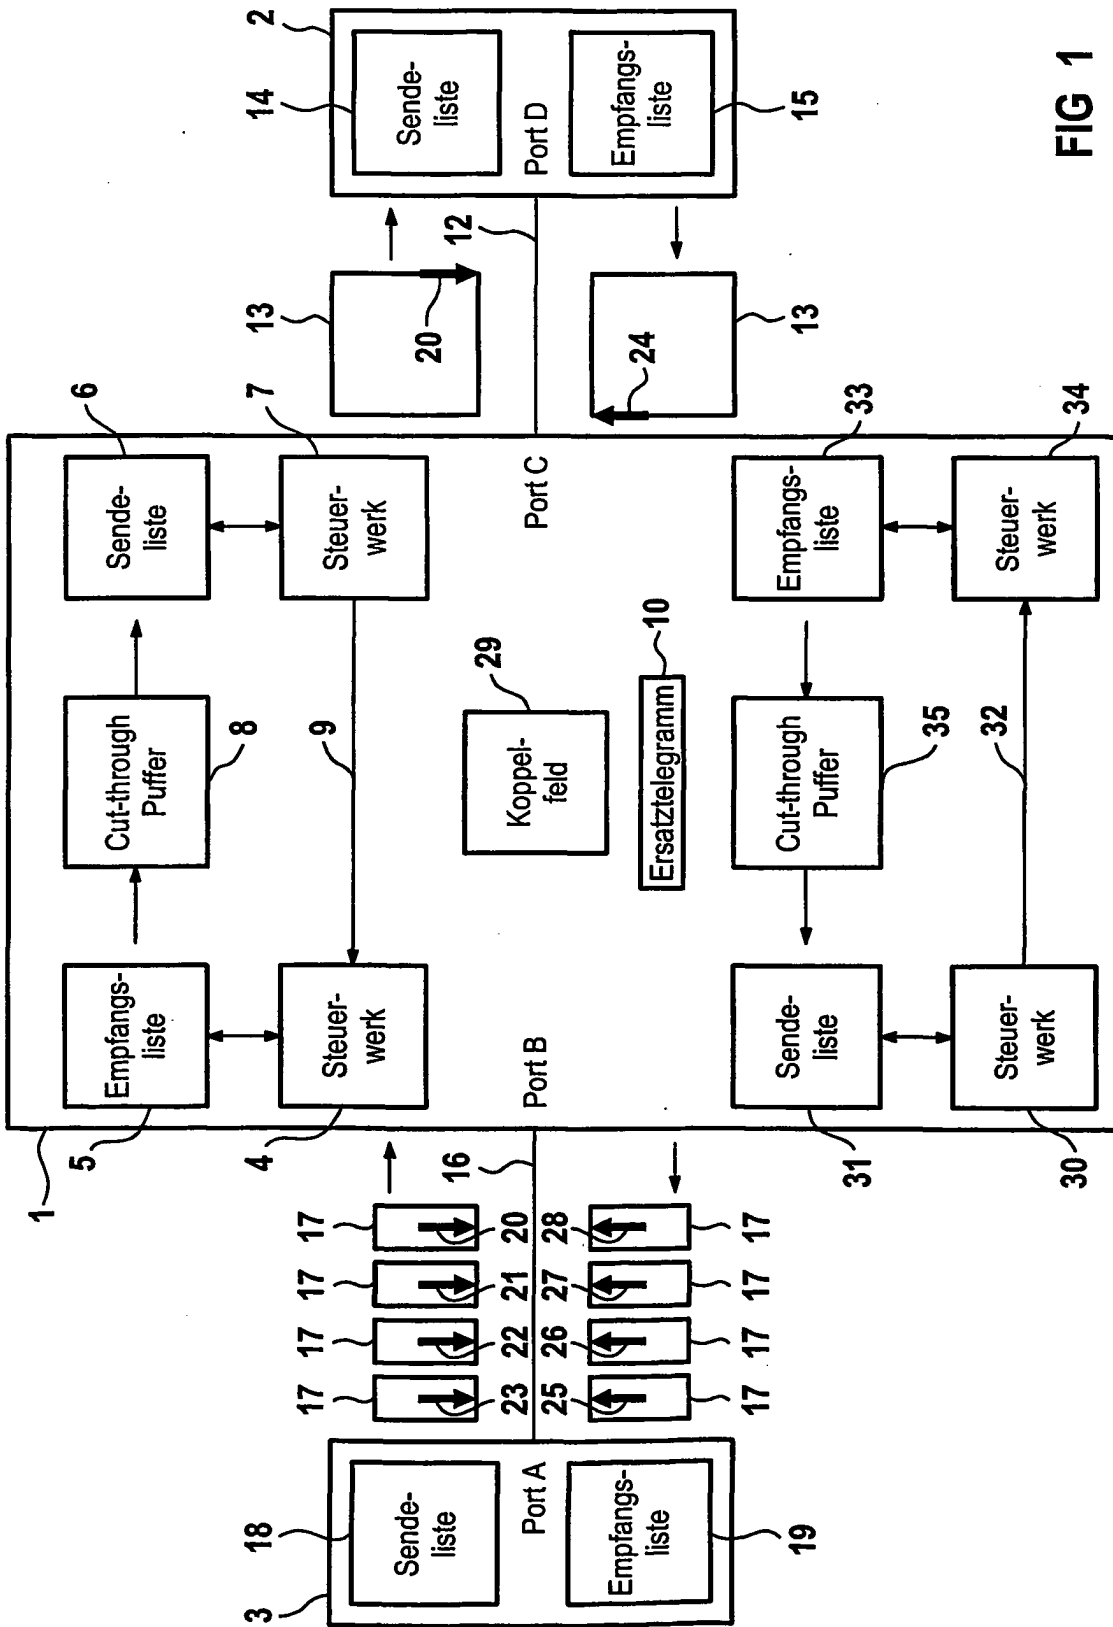 1
5
6
Empfangs-
liste
Cut-through
Puffer
Sende-
liste
8
3
18
4
7
13
14
2
Steuer-
werk
9
Steuer-
werk
17
17
17
17
Sende-
liste
Sende-
liste
20
12
23
22
21
20
16
Port A
Port B
Port C
Port D
25
26
27
28
29
Koppel-
feld
24
Empfangs-
liste
Empfangs-
liste
10
Ersatztelegramm
17
17
17
17
19
13
15
Sende-
liste
Cut-through
Puffer
Empfangs-
liste
31
35
33
32
Steuer-
werk
Steuer-
werk
30
34
FIG 1